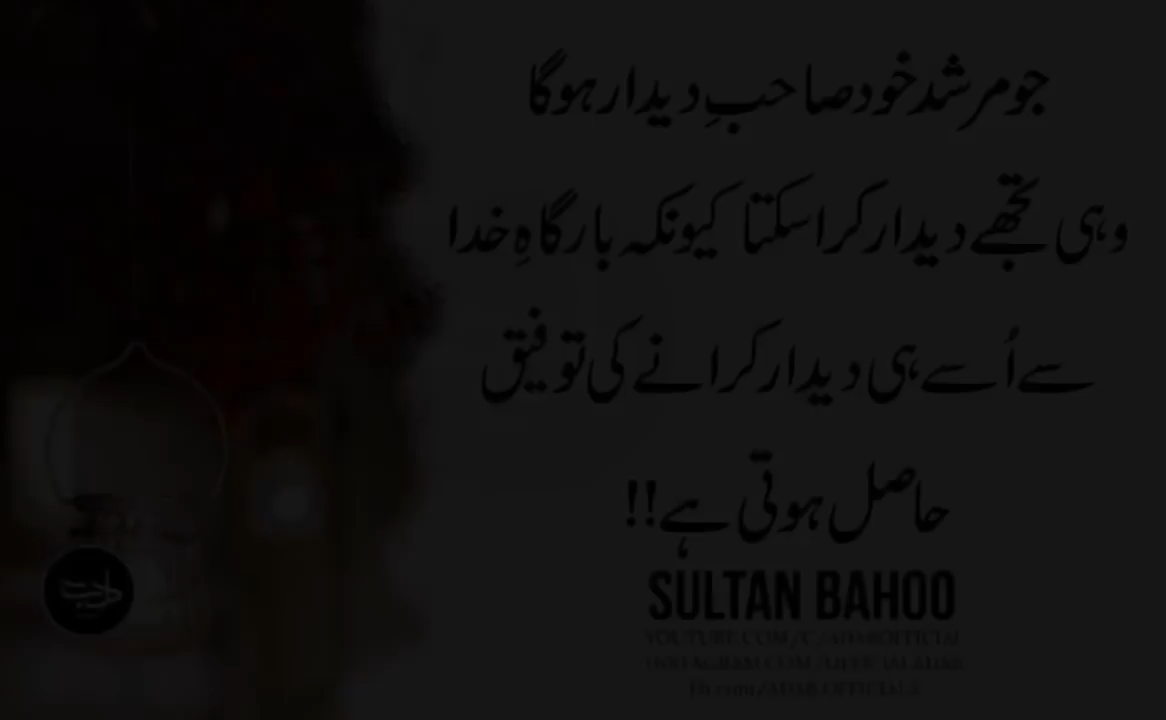 جو مرشد خود صاحبِ دیدار ہوگا
وہی تجھے دیدار کرا سکتا کیونکہ بارگاہِ خدا
سے اُسے ہی دیدار کرانے کی توفیق
حاصل ہوتی ہے!!
SULTAN BAHOO